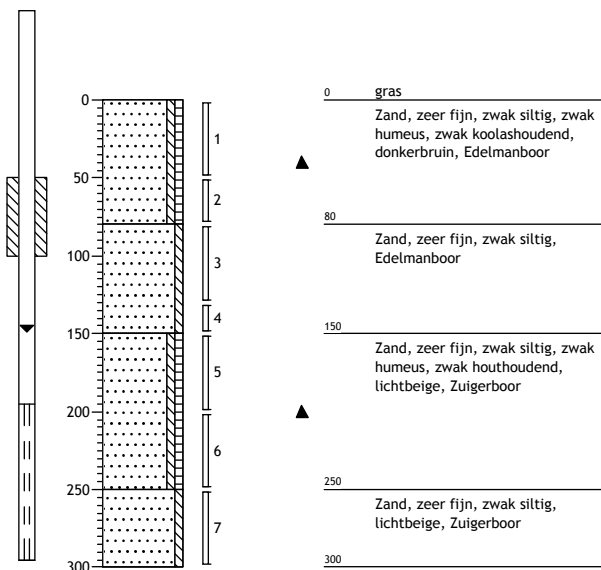 0
50
100
150
200
250
300
1
2
3
4
5
6
7
0 gras
Zand, zeer fijn, zwak siltig, zwak
humeus, zwak koolashoudend,
donkerbruin, Edelmanboor
80
Zand, zeer fijn, zwak siltig,
Edelmanboor
150
Zand, zeer fijn, zwak siltig, zwak
humeus, zwak houthoudend,
lichtbeige, Zuigerboor
250
Zand, zeer fijn, zwak siltig,
lichtbeige, Zuigerboor
300